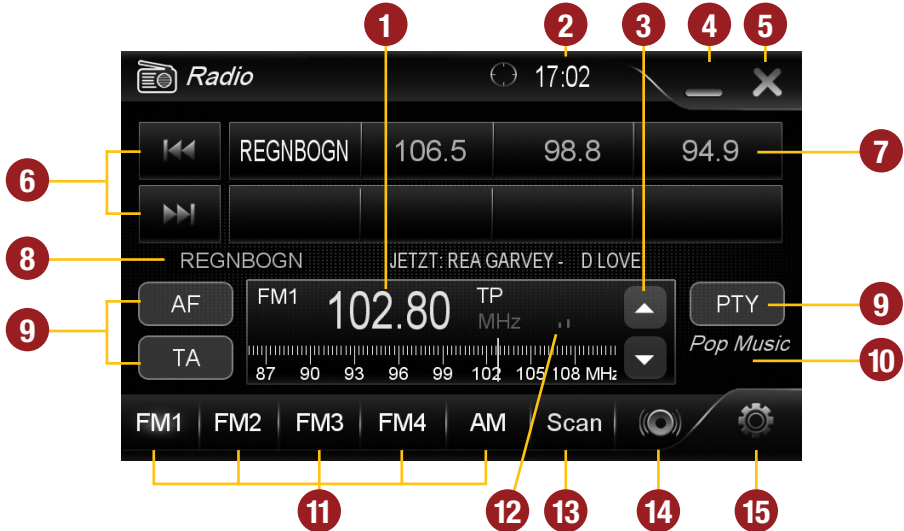 1 2 3 4 5
Radio 17:02
REGNBOGN 106.5 98.8 94.9
6 7
8 REGNBOGN JETZT: REA GARVEY - D LOVE
AF FM1 102.80 TP MHz PTY
9 9
TA Pop Music
10
87 90 93 96 99 102 105 108 MHz
FM1 FM2 FM3 FM4 AM Scan
11 12 13 14 15